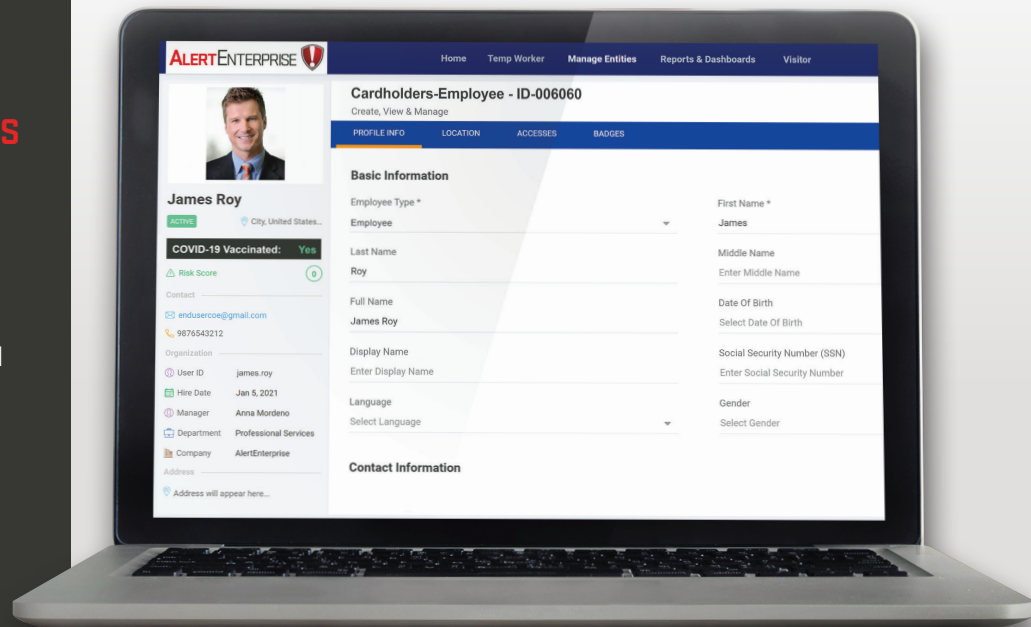 S
ALERTENTERPRISE
Home Temp Worker Manage Entities Reports & Dashboards Visitor
Cardholders-Employee - ID-006060
Create, View & Manage
PROFILE INFO LOCATION ACCESSES BADGES
James Roy
ACTIVE City, United States...
COVID-19 Vaccinated: Yes
Risk Score 0
Contact
endusercoe@gmail.com
9876543212
Organization
User ID james.roy
Hire Date Jan 5, 2021
Manager Anna Mordeno
Department Professional Services
Company AlertEnterprise
Address
Address will appear here...
Basic Information
Employee Type *
Employee
First Name *
James
Last Name
Roy
Middle Name
Enter Middle Name
Full Name
James Roy
Date Of Birth
Select Date Of Birth
Display Name
Enter Display Name
Social Security Number (SSN)
Enter Social Security Number
Language
Select Language
Gender
Select Gender
Contact Information